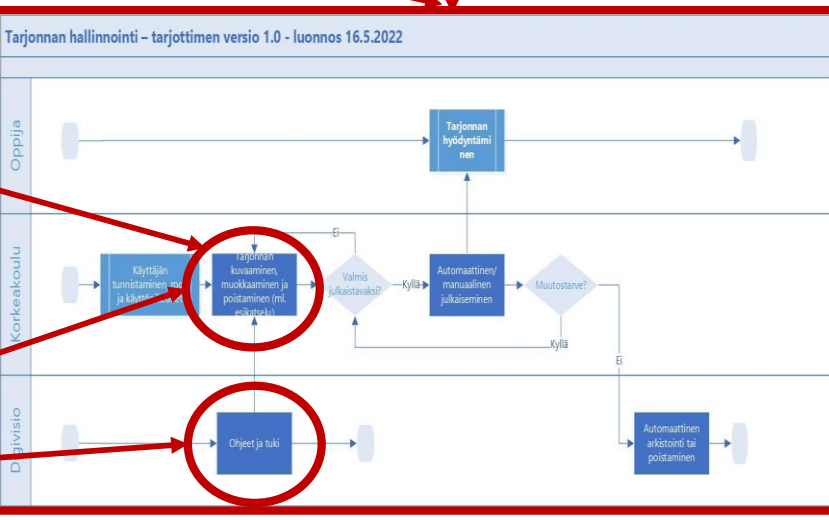 Tarjonnan hallinnointi – tarjottimen versio 1.0 - luonnos 16.5.2022
Oppija
Tarjonnan
hyödyntämi
nen
Korkeakoulu
Käyttäjän
tunnistaminen
ja
Tarjonnan
kuvaaminen,
muokkaaminen ja
poistaminen (ml.
esikatselu)
Ei
Valmis
julkaistavaksi?
Kyllä
Automaattinen/
manuaalinen
julkaiseminen
Muutostarve?
Kyllä
Ei
Digivisio
Ohjeet ja tuki
Automaattinen
arkistointi tai
poistaminen